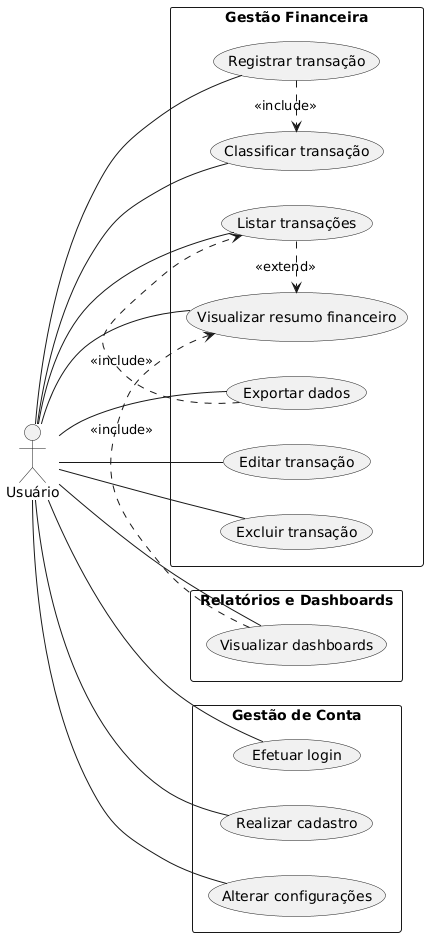 Gestão Financeira
Registrar transação
«include»
Classificar transação
Listar transações
«extend»
Visualizar resumo financeiro
«include»
Exportar dados
«include»
Editar transação
Usuário
Excluir transação
Relatórios e Dashboards
Visualizar dashboards
Gestão de Conta
Efetuar login
Realizar cadastro
Alterar configurações